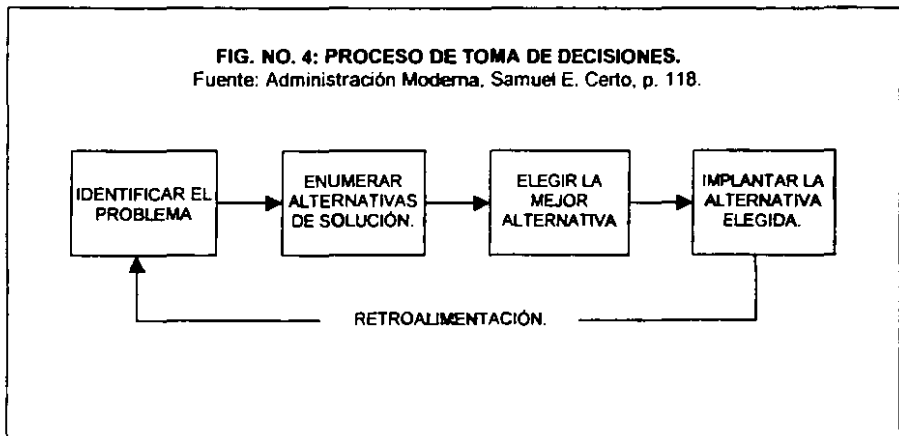 FIG. NO. 4: PROCESO DE TOMA DE DECISIONES.
Fuente: Administración Moderna, Samuel E. Certo, p. 118.
IDENTIFICAR EL
PROBLEMA
ENUMERAR
ALTERNATIVAS
DE SOLUCIÓN.
ELEGIR LA
MEJOR
ALTERNATIVA
IMPLANTAR LA
ALTERNATIVA
ELEGIDA.
RETROALIMENTACIÓN.